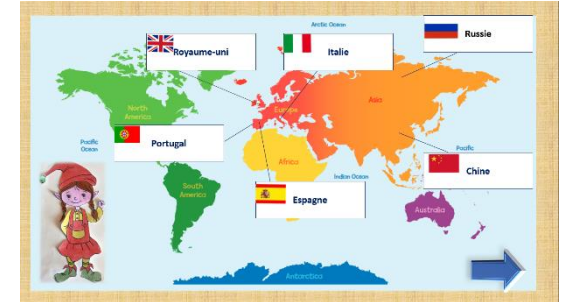 Arctic Ocean
Russie
Royaume-uni
Italie
North
America
Europe
Asia
Pacific
Ocean
Portugal
Africa
Pacific
Chine
Indian Ocean
South
America
Espagne
Australia
Antarctica